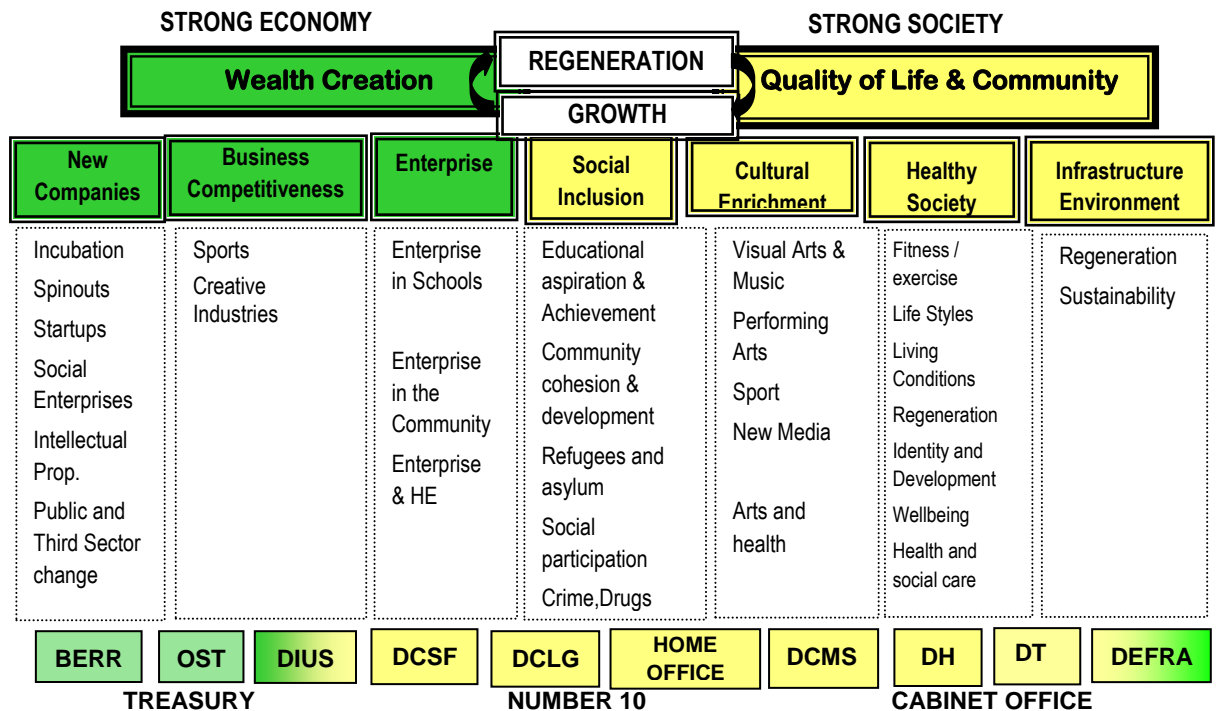 STRONG ECONOMY
STRONG SOCIETY
Wealth Creation
REGENERATION
GROWTH
Quality of Life & Community
New
Companies
Business
Competitiveness
Enterprise
Social
Inclusion
Cultural
Enrichment
Healthy
Society
Infrastructure
Environment
Incubation
Spinouts
Startups
Social
Enterprises
Intellectual
Prop.
Public and
Third Sector
change
Sports
Creative
Industries
Enterprise
in Schools
Enterprise
in the
Community
Enterprise
& HE
Educational
aspiration &
Achievement
Community
cohesion &
development
Refugees and
asylum
Social
participation
Crime,Drugs
Visual Arts &
Music
Performing
Arts
Sport
New Media
Arts and
health
Fitness /
exercise
Life Styles
Living
Conditions
Regeneration
Identity and
Development
Wellbeing
Health and
social care
Regeneration
Sustainability
BERR
OST
DIUS
DCSF
DCLG
HOME
OFFICE
DCMS
DH
DT
DEFRA
TREASURY
NUMBER 10
CABINET OFFICE